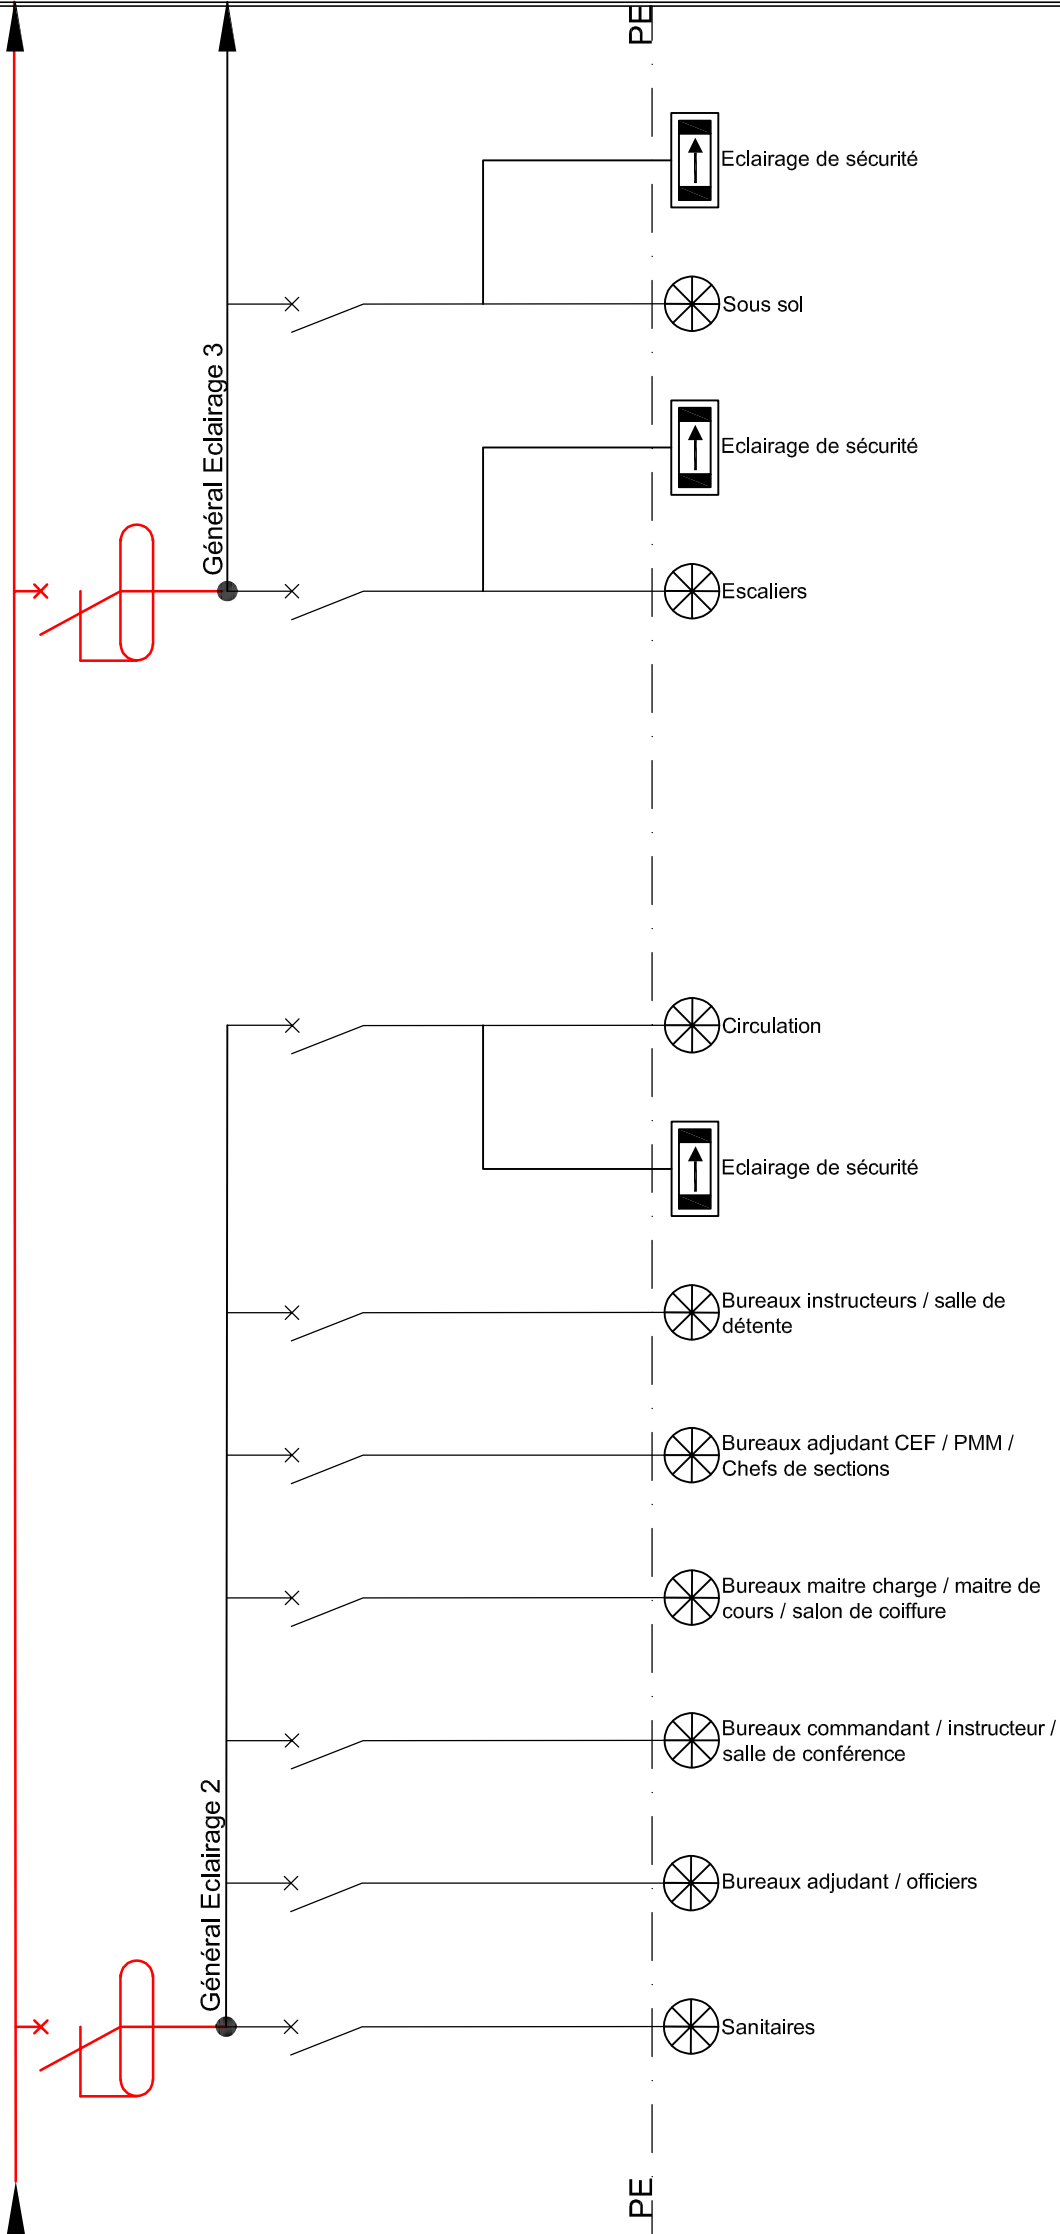 PE
Eclairage de sécurité
Sous sol
Général Eclairage 3
Eclairage de sécurité
Escaliers
Circulation
Eclairage de sécurité
Bureaux instructeurs / salle de
détente
Bureaux adjudant CEF / PMM /
Chefs de sections
Bureaux maitre charge / maitre de
cours / salon de coiffure
Bureaux commandant / instructeur /
salle de conférence
Général Eclairage 2
Bureaux adjudant / officiers
Sanitaires
PE